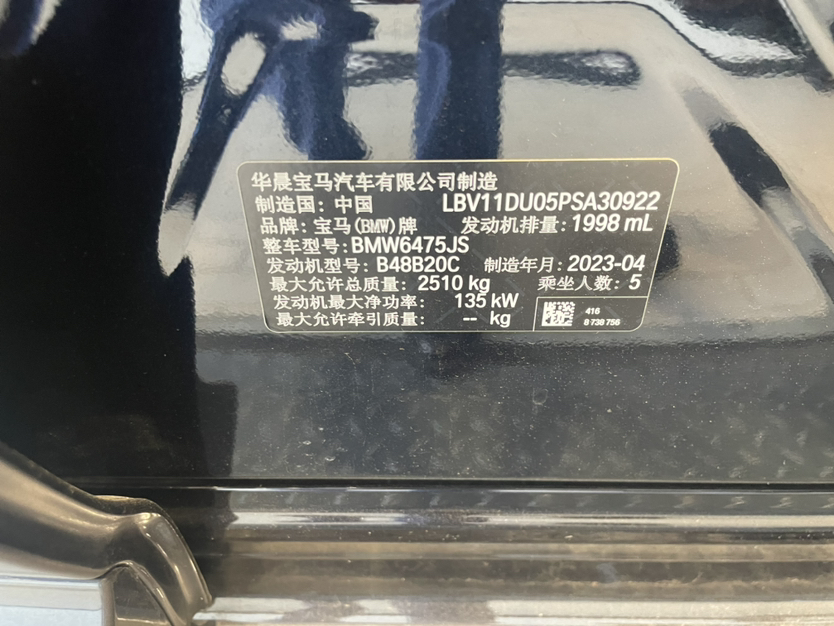 华晨宝马汽车有限公司制造
制造国：中国 LBV11DU05PSA30922
品牌：宝马(BMW)牌 发动机排量：1998 mL
整车型号：BMW6475JS
发动机型号：B48B20C 制造年月：2023-04
最大允许总质量：2510 kg 乘坐人数：5
发动机最大净功率：135 kW
最大允许牵引质量：-- kg
416
8 738 756